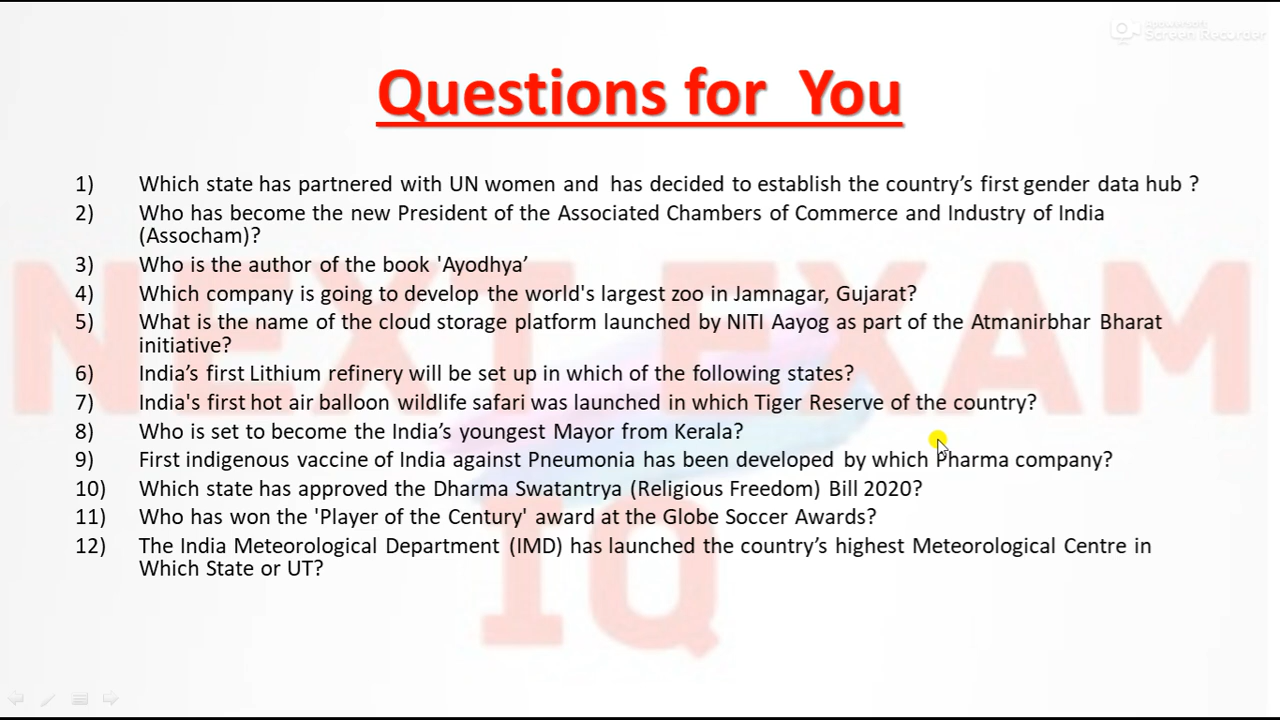 Apowersoft
Screen Recorder
Questions for You
1) Which state has partnered with UN women and has decided to establish the country’s first gender data hub ?
2) Who has become the new President of the Associated Chambers of Commerce and Industry of India
(Assocham)?
3) Who is the author of the book 'Ayodhya’
4) Which company is going to develop the world's largest zoo in Jamnagar, Gujarat?
5) What is the name of the cloud storage platform launched by NITI Aayog as part of the Atmanirbhar Bharat
initiative?
6) India’s first Lithium refinery will be set up in which of the following states?
7) India's first hot air balloon wildlife safari was launched in which Tiger Reserve of the country?
8) Who is set to become the India’s youngest Mayor from Kerala?
9) First indigenous vaccine of India against Pneumonia has been developed by which Pharma company?
10) Which state has approved the Dharma Swatantrya (Religious Freedom) Bill 2020?
11) Who has won the 'Player of the Century' award at the Globe Soccer Awards?
12) The India Meteorological Department (IMD) has launched the country’s highest Meteorological Centre in
Which State or UT?
NEXT EXAM
IQ